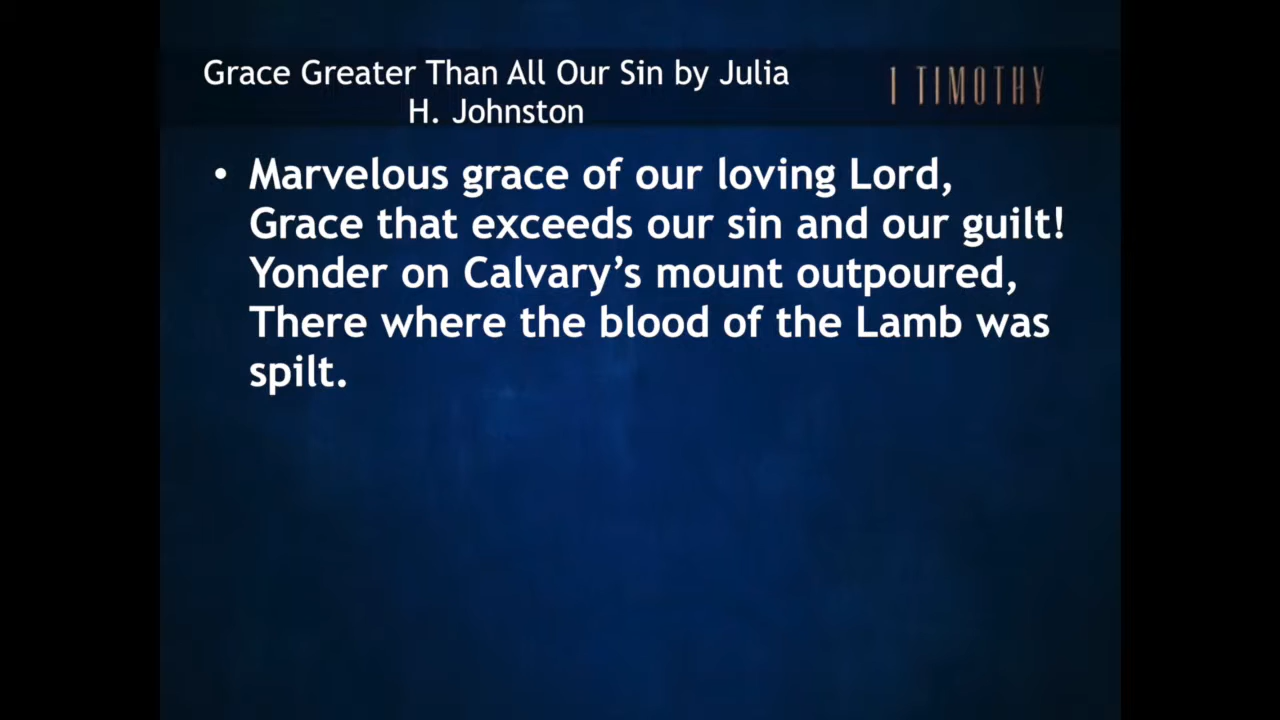 Grace Greater Than All Our Sin by Julia
H. Johnston
1 TIMOTHY
• Marvelous grace of our loving Lord,
Grace that exceeds our sin and our guilt!
Yonder on Calvary’s mount outpoured,
There where the blood of the Lamb was
spilt.